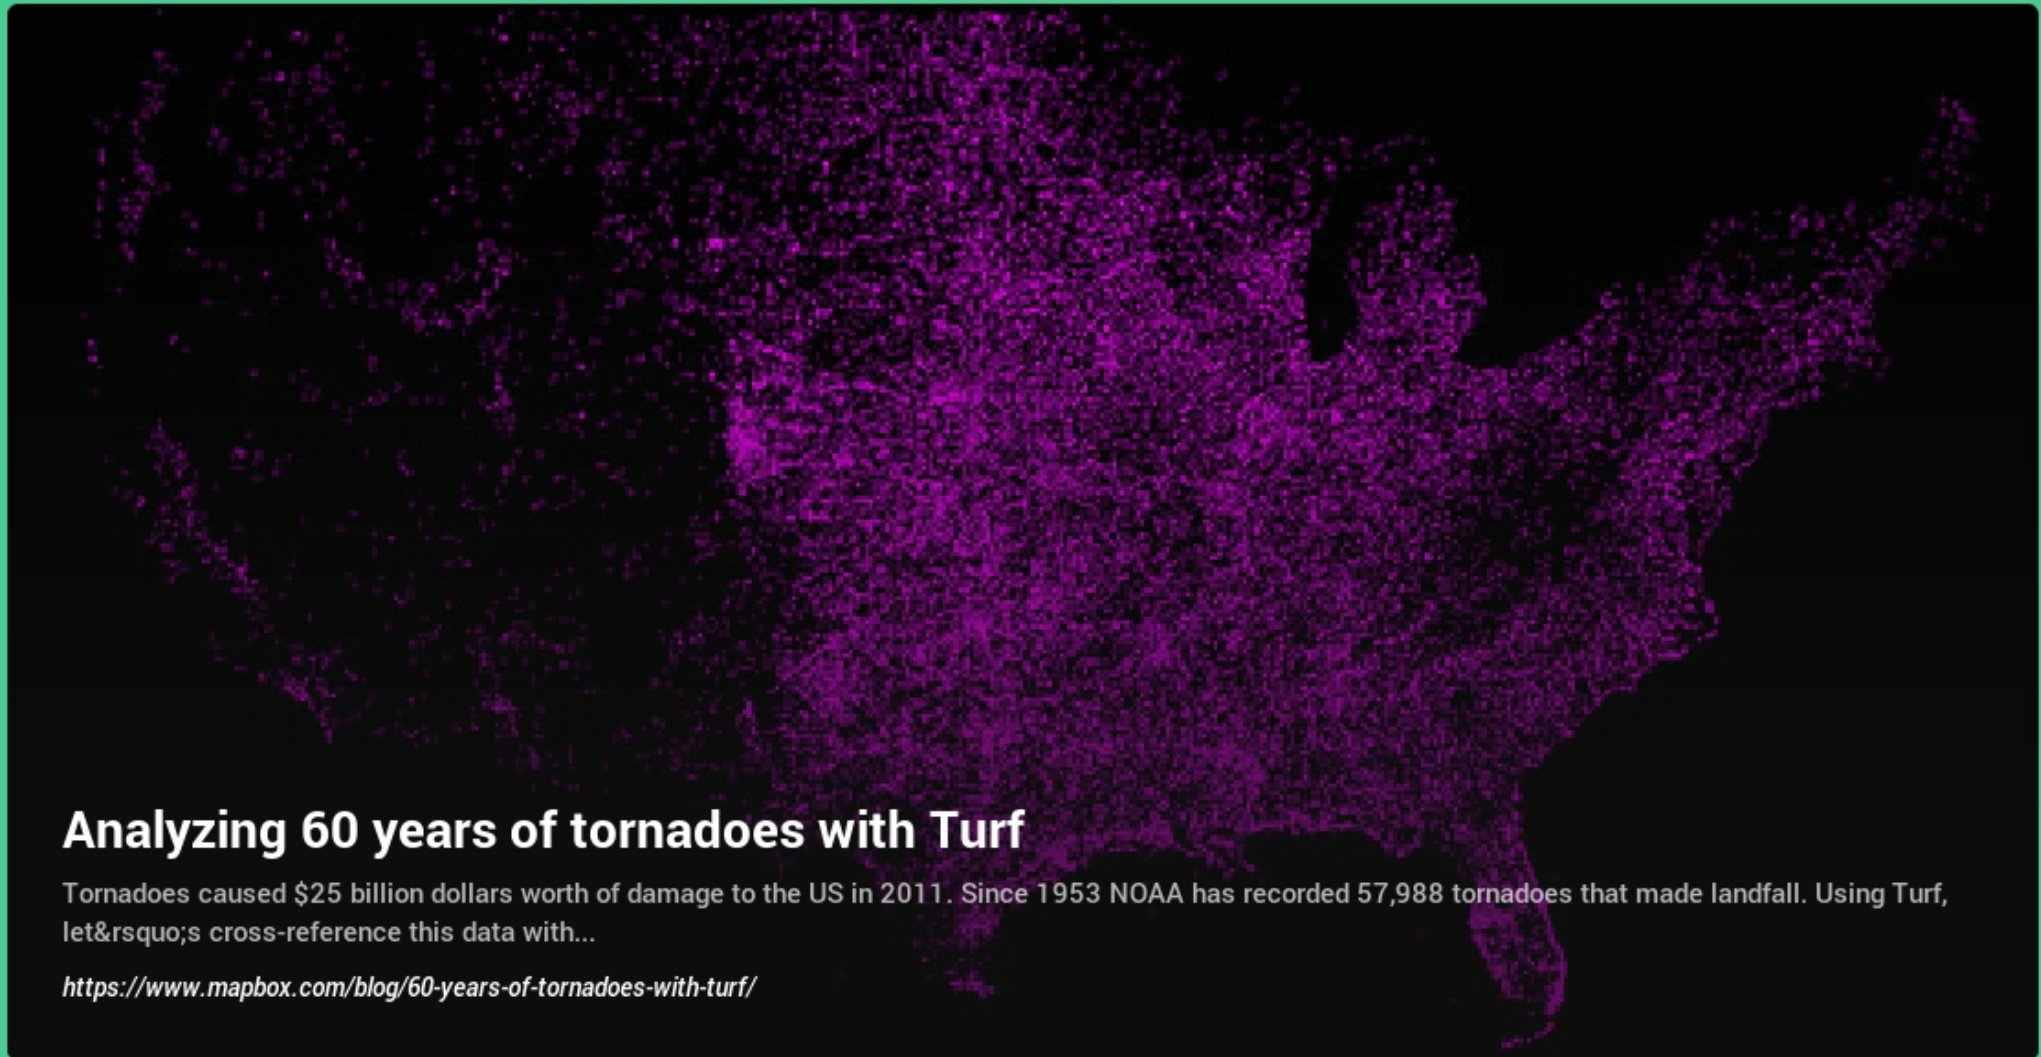 Analyzing 60 years of tornadoes with Turf
Tornadoes caused $25 billion dollars worth of damage to the US in 2011. Since 1953 NOAA has recorded 57,988 tornadoes that made landfall. Using Turf,
let&rsquo;s cross-reference this data with...
https://www.mapbox.com/blog/60-years-of-tornadoes-with-turf/